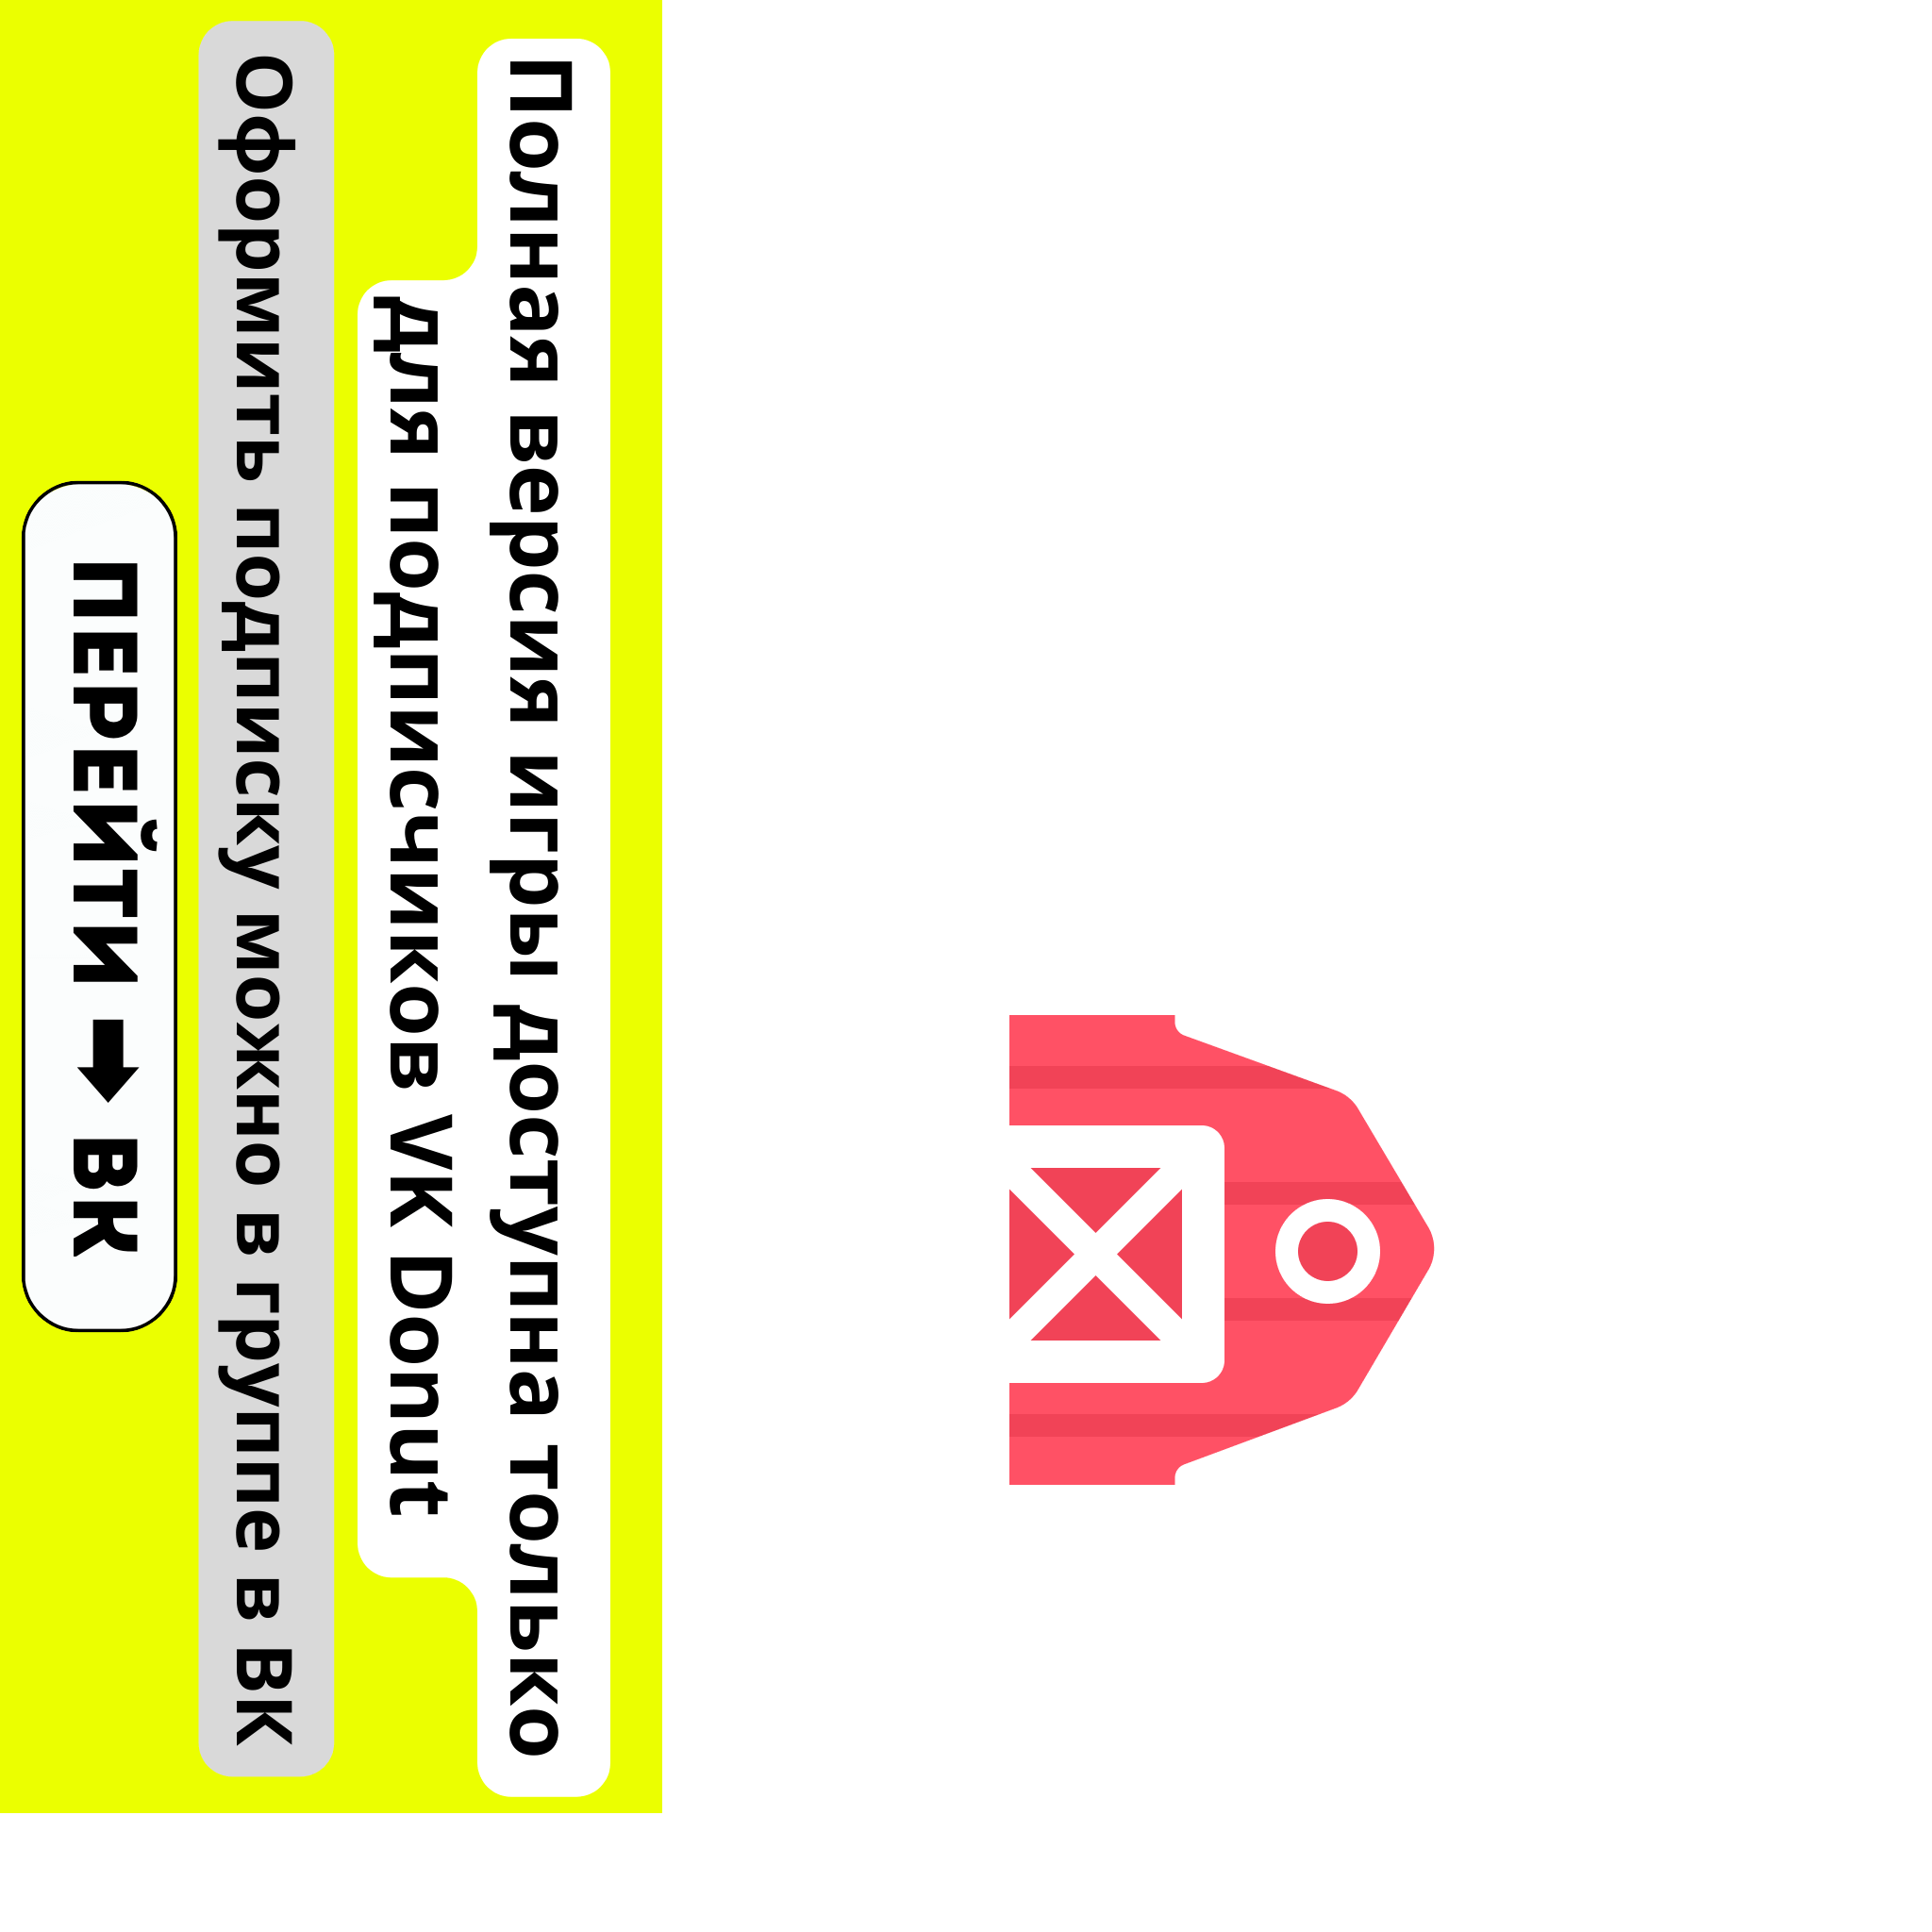 Полная версия игры доступна только
для подписчиков VK Donut
Оформить подписку можно в группе в ВК
ПЕРЕЙТИ ➡ ВК